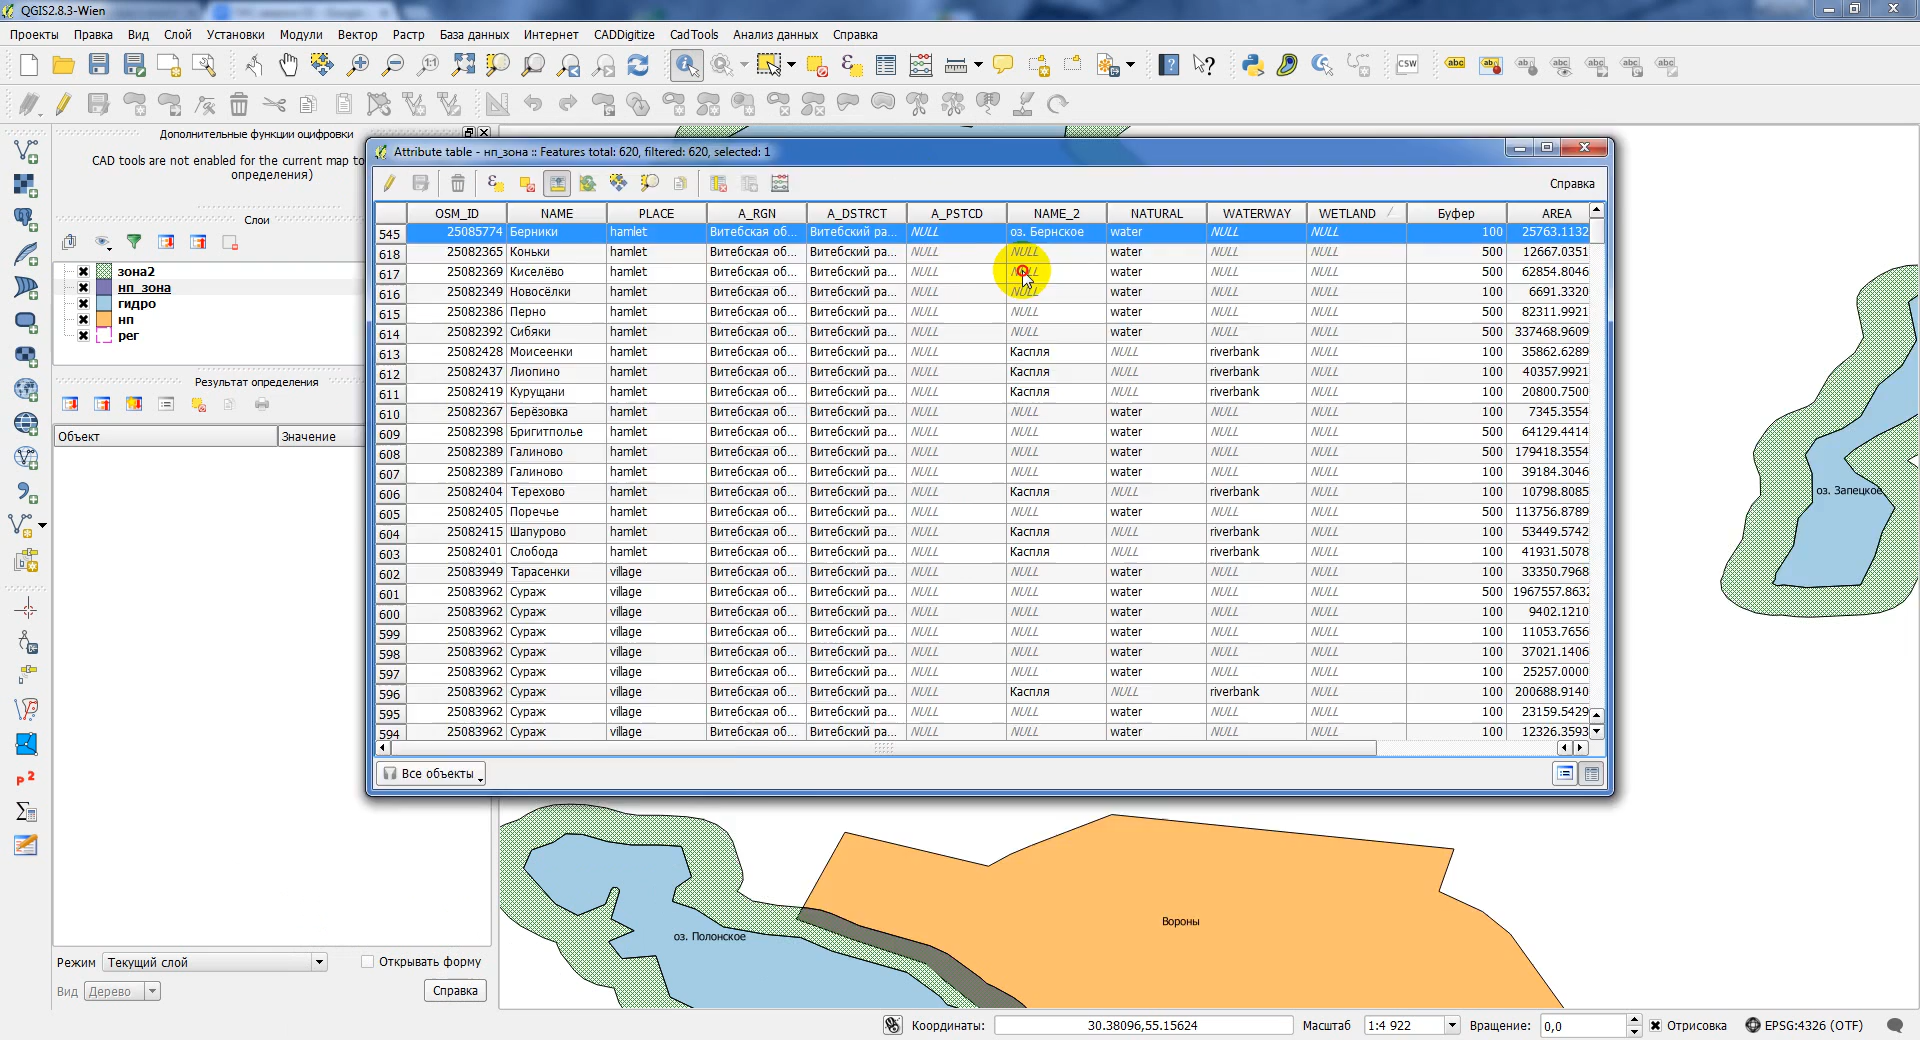 QGIS2.8.3-Wien
Проекты Правка Вид Слой Установки Модули Вектор Растр База данных Интернет CADDigitize CadTools Анализ данных Справка
CSW abc abc abc abc abc abc abc
Дополнительные функции оцифровки
CAD tools are not enabled for the current map to
определения)
Слои
зона2
нп_зона
гидро
нп
рег
Результат определения
Объект Значение
Режим Текущий слой Открывать форму
Вид Дерево Справка
Attribute table - нп_зона :: Features total: 620, filtered: 620, selected: 1
Справка
OSM_ID NAME PLACE A_RGN A_DSTRCT A_PSTCD NAME_2 NATURAL WATERWAY WETLAND Буфер AREA
545 25085774 Берники hamlet Витебская об... Витебский ра... NULL оз. Бернское water NULL NULL 100 25763.1132
618 25082365 Коньки hamlet Витебская об... Витебский ра... NULL NULL water NULL NULL 500 12667.0351
617 25082369 Киселёво hamlet Витебская об... Витебский ра... NULL NULL water NULL NULL 500 62854.8046
616 25082349 Новосёлки hamlet Витебская об... Витебский ра... NULL NULL water NULL NULL 100 6691.3320
615 25082386 Перно hamlet Витебская об... Витебский ра... NULL NULL water NULL NULL 500 82311.9921
614 25082392 Сибяки hamlet Витебская об... Витебский ра... NULL NULL water NULL NULL 500 337468.9609
613 25082428 Моисеенки hamlet Витебская об... Витебский ра... NULL Каспля NULL riverbank NULL 100 35862.6289
612 25082437 Лиопино hamlet Витебская об... Витебский ра... NULL Каспля NULL riverbank NULL 100 40357.9921
611 25082419 Курущани hamlet Витебская об... Витебский ра... NULL Каспля NULL riverbank NULL 100 20800.7500
610 25082367 Берёзовка hamlet Витебская об... Витебский ра... NULL NULL water NULL NULL 100 7345.3554
609 25082398 Бригитполье hamlet Витебская об... Витебский ра... NULL NULL water NULL NULL 500 64129.4414
608 25082389 Галиново hamlet Витебская об... Витебский ра... NULL NULL water NULL NULL 500 179418.3554
607 25082389 Галиново hamlet Витебская об... Витебский ра... NULL NULL water NULL NULL 100 39184.3046
606 25082404 Терехово hamlet Витебская об... Витебский ра... NULL Каспля NULL riverbank NULL 100 10798.8085
605 25082405 Поречье hamlet Витебская об... Витебский ра... NULL NULL water NULL NULL 500 113756.8789
604 25082415 Шапурово hamlet Витебская об... Витебский ра... NULL Каспля NULL riverbank NULL 100 53449.5742
603 25082401 Слобода hamlet Витебская об... Витебский ра... NULL Каспля NULL riverbank NULL 100 41931.5078
602 25083949 Тарасенки village Витебская об... Витебский ра... NULL NULL water NULL NULL 100 33350.7968
601 25083962 Сураж village Витебская об... Витебский ра... NULL NULL water NULL NULL 500 1967557.8632
600 25083962 Сураж village Витебская об... Витебский ра... NULL NULL water NULL NULL 100 9402.1210
599 25083962 Сураж village Витебская об... Витебский ра... NULL NULL water NULL NULL 100 11053.7656
598 25083962 Сураж village Витебская об... Витебский ра... NULL NULL water NULL NULL 100 37021.1406
597 25083962 Сураж village Витебская об... Витебский ра... NULL NULL water NULL NULL 100 25257.0000
596 25083962 Сураж village Витебская об... Витебский ра... NULL Каспля NULL riverbank NULL 100 200688.9140
595 25083962 Сураж village Витебская об... Витебский ра... NULL NULL water NULL NULL 100 23159.5429
594 25083962 Сураж village Витебская об... Витебский ра... NULL NULL water NULL NULL 100 12326.3593
Все объекты
оз. Запецкое
Вороны
оз. Полонское
Координаты: 30.38096,55.15624 Масштаб 1:4 922 Вращение: 0,0 Отрисовка EPSG:4326 (OTF)